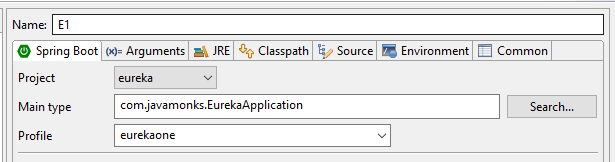 Name: E1
Spring Boot (x)= Arguments JRE Classpath Source Environment Common
Project eureka
Main type com.javamonks.EurekaApplication Search...
Profile eurekaone